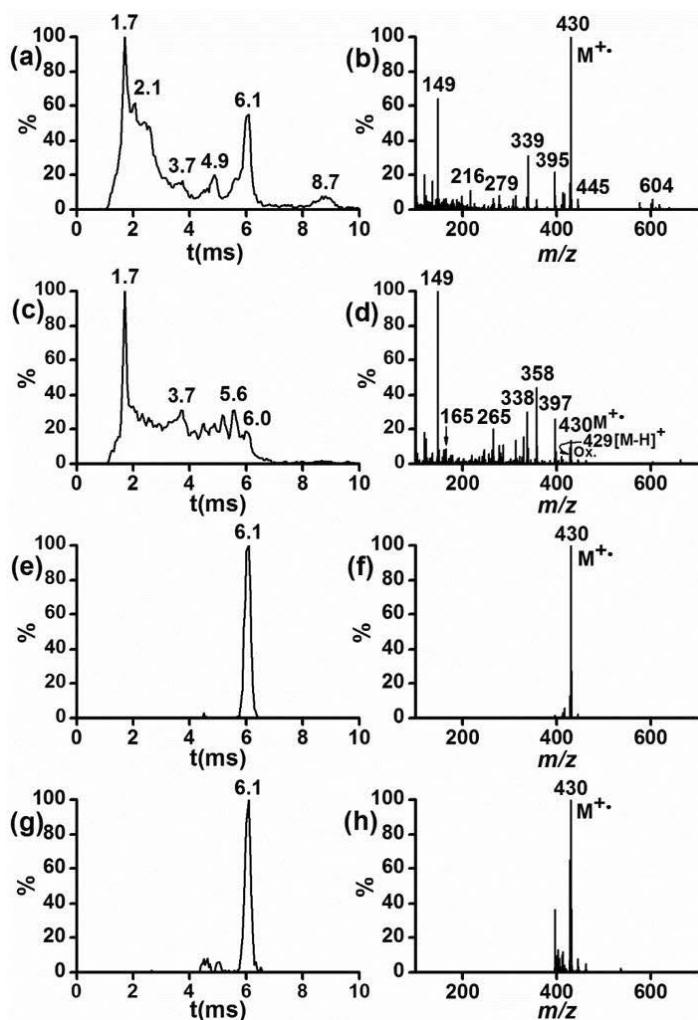 (a)
%
100
80
60
40
20
0
1.7
2.1
3.7
4.9
6.1
8.7
0 2 4 6 8 10
t(ms)
(b)
%
100
80
60
40
20
0
149
216
279
339
395
430
M+•
445
604
200 400 600
m/z
(c)
%
100
80
60
40
20
0
1.7
3.7
5.6
6.0
0 2 4 6 8 10
t(ms)
(d)
%
100
80
60
40
20
0
149
165
265
338
358
397
430M+•
429[M-H]+
Ox.
200 400 600
m/z
(e)
%
100
80
60
40
20
0
6.1
0 2 4 6 8 10
t(ms)
(f)
%
100
80
60
40
20
0
430
M+•
200 400 600
m/z
(g)
%
100
80
60
40
20
0
6.1
0 2 4 6 8 10
t(ms)
(h)
%
100
80
60
40
20
0
430
M+•
200 400 600
m/z